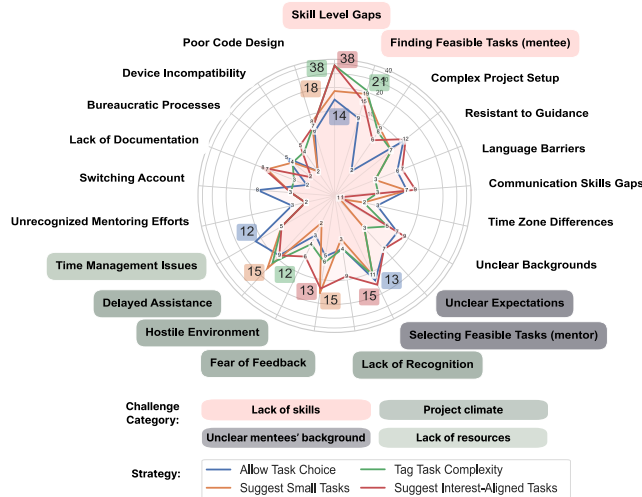 Skill Level Gaps
Poor Code Design
Finding Feasible Tasks (mentee)
38
38
40
Device Incompatibility
21
20
Complex Project Setup
18
19
Bureaucratic Processes
14
Resistant to Guidance
Lack of Documentation
12
Language Barriers
Switching Account
Communication Skills Gaps
Unrecognized Mentoring Efforts
Time Zone Differences
12
Time Management Issues
Unclear Backgrounds
15
12
11
13
Delayed Assistance
13
15
15
Unclear Expectations
Hostile Environment
Selecting Feasible Tasks (mentor)
Fear of Feedback
Lack of Recognition
Challenge
Category:
Lack of skills
Project climate
Unclear mentees' background
Lack of resources
Strategy:
Allow Task Choice
Tag Task Complexity
Suggest Small Tasks
Suggest Interest-Aligned Tasks